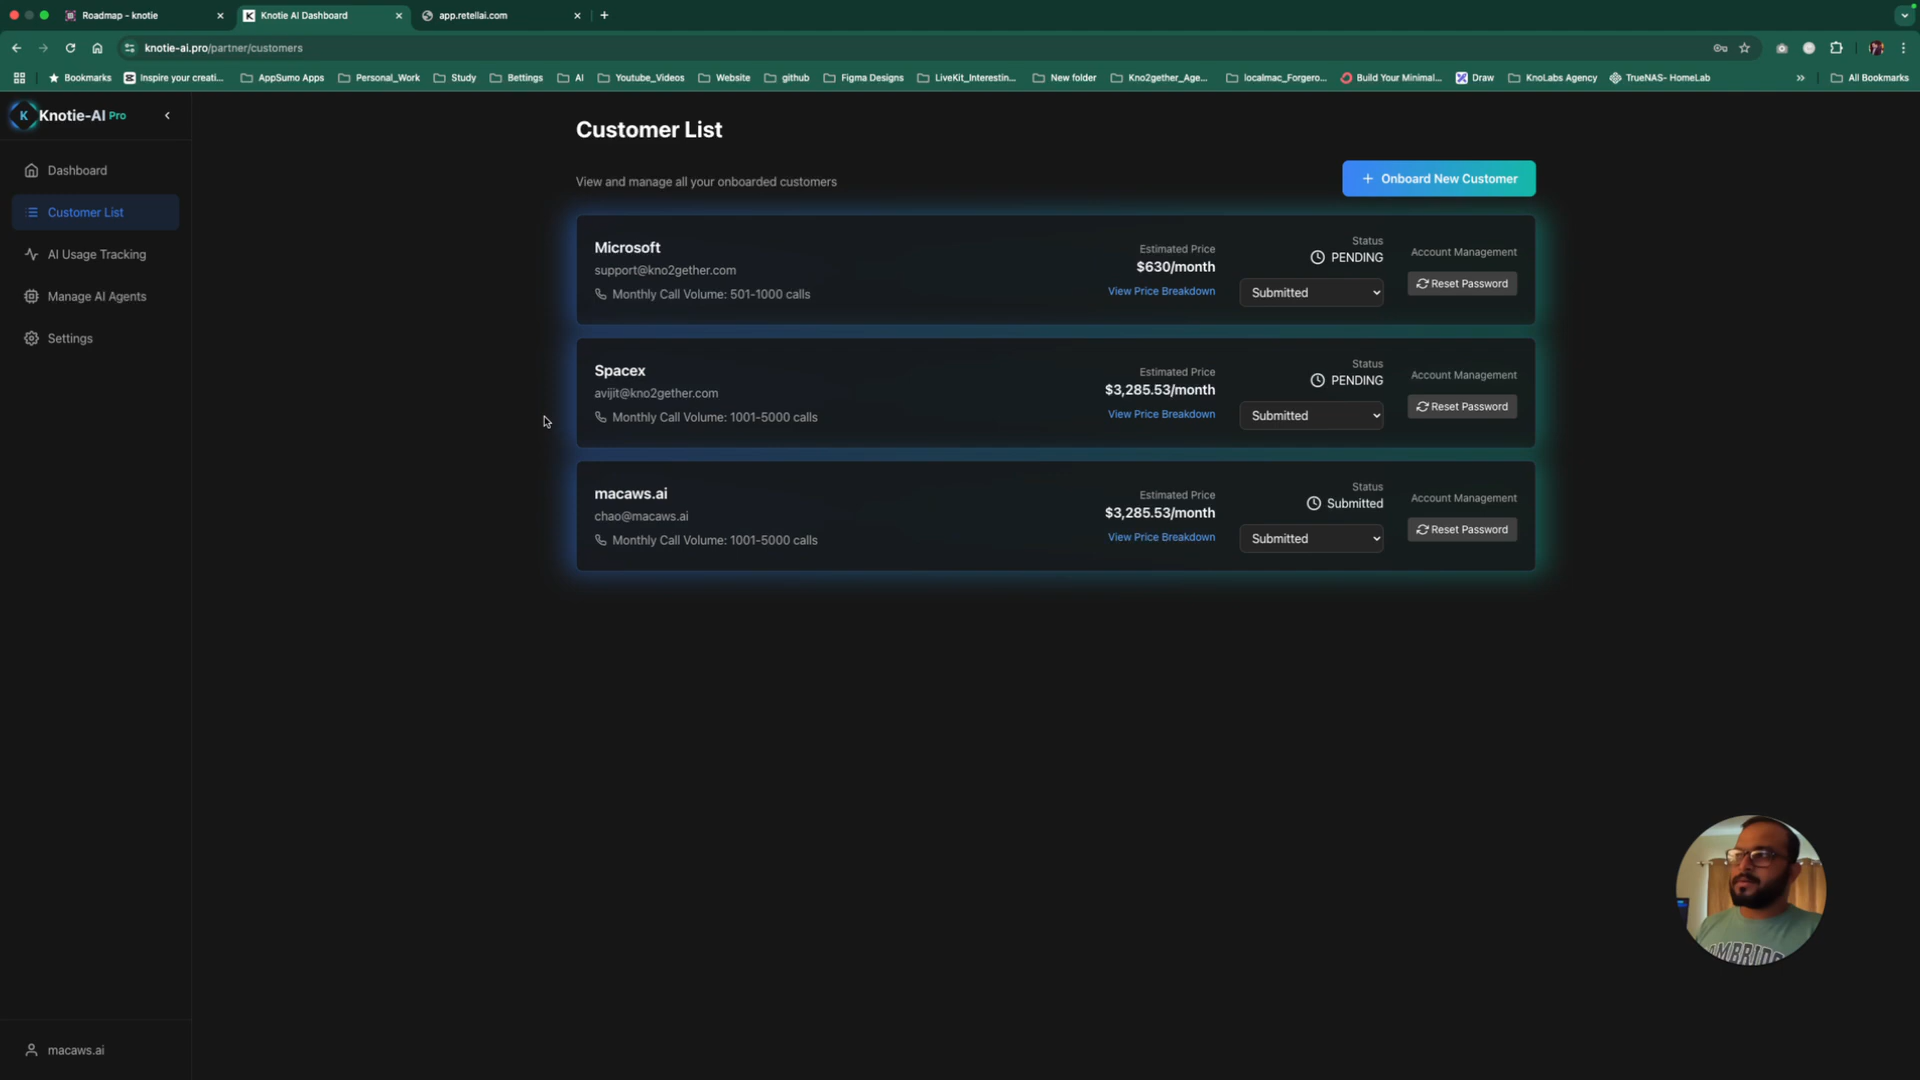 Roadmap - knotie
Knotie AI Dashboard
app.retellai.com
knotie-ai.pro/partner/customers
Bookmarks
Inspire your creati...
AppSumo Apps
Personal_Work
Study
Bettings
AI
Youtube_Videos
Website
github
Figma Designs
LiveKit_Interestin...
New folder
Kno2gether_Age...
localmac_Forgero...
Build Your Minimal...
Draw
KnoLabs Agency
TrueNAS- HomeLab
All Bookmarks
K Knotie-AI Pro
Dashboard
Customer List
AI Usage Tracking
Manage AI Agents
Settings
macaws.ai
Customer List
View and manage all your onboarded customers
+ Onboard New Customer
Microsoft
support@kno2gether.com
Monthly Call Volume: 501-1000 calls
Estimated Price
$630/month
View Price Breakdown
Status
PENDING
Submitted
Account Management
Reset Password
Spacex
avijit@kno2gether.com
Monthly Call Volume: 1001-5000 calls
Estimated Price
$3,285.53/month
View Price Breakdown
Status
PENDING
Submitted
Account Management
Reset Password
macaws.ai
chao@macaws.ai
Monthly Call Volume: 1001-5000 calls
Estimated Price
$3,285.53/month
View Price Breakdown
Status
Submitted
Submitted
Account Management
Reset Password